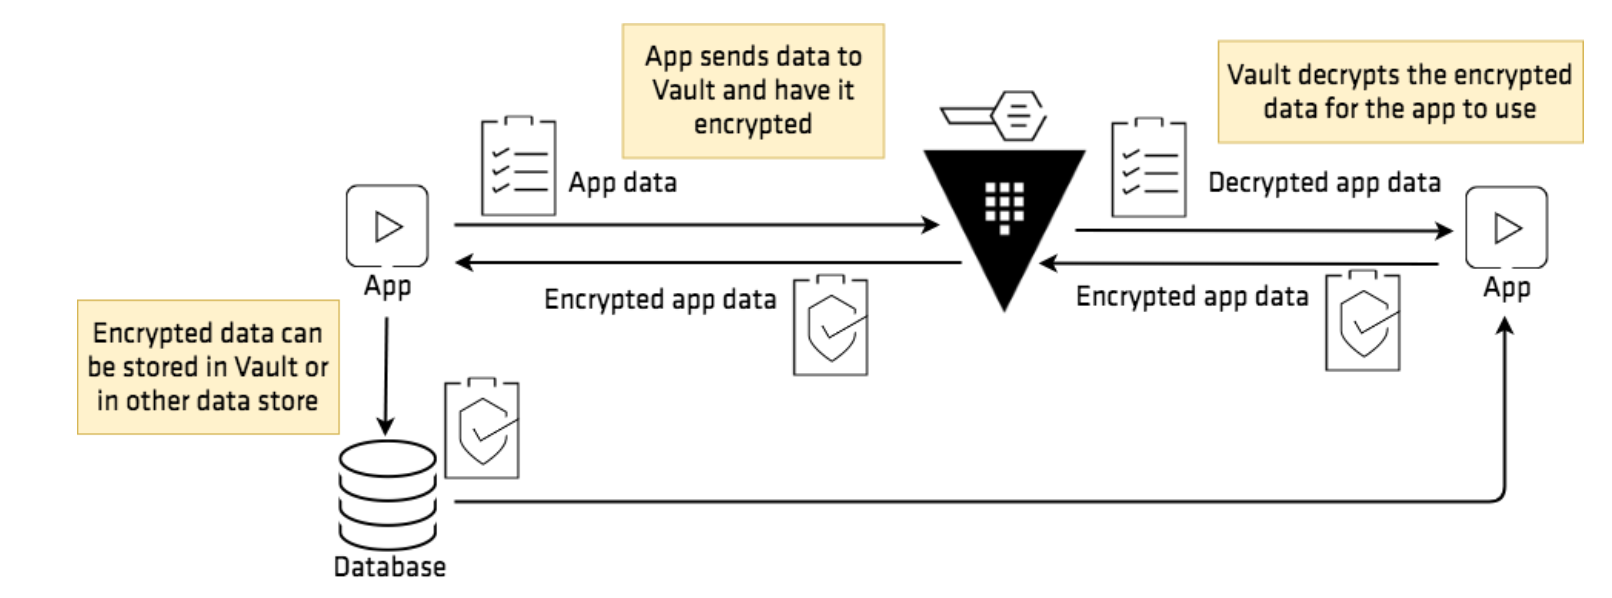 App sends data to
Vault and have it
encrypted
Vault decrypts the encrypted
data for the app to use
App data
Decrypted app data
App
Encrypted app data
Encrypted app data
App
Encrypted data can
be stored in Vault or
in other data store
Database